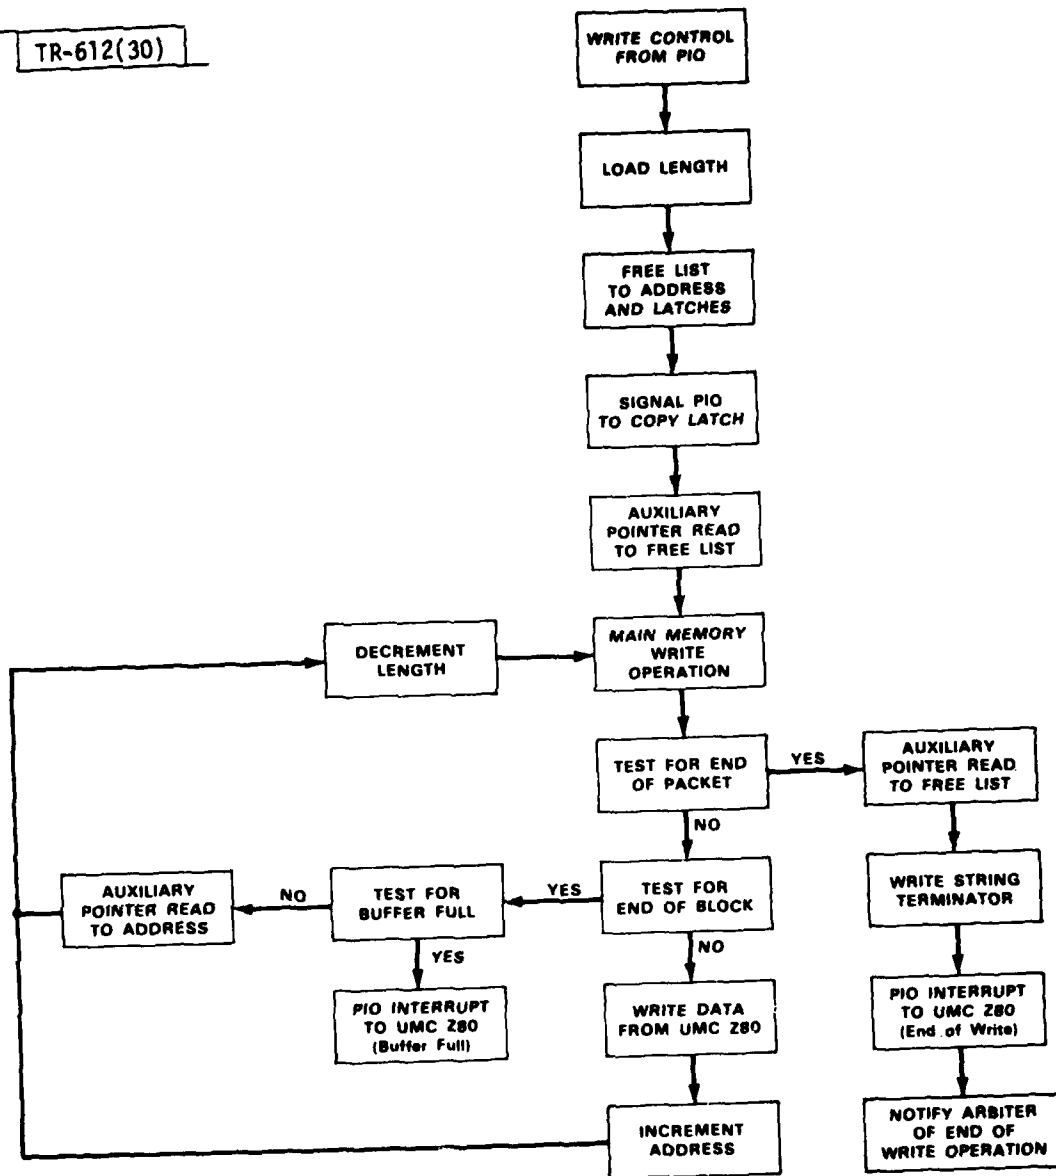 TR-612(30)
WRITE CONTROL
FROM PIO
LOAD LENGTH
FREE LIST
TO ADDRESS
AND LATCHES
SIGNAL PIO
TO COPY LATCH
AUXILIARY
POINTER READ
TO FREE LIST
DECREMENT
LENGTH
MAIN MEMORY
WRITE
OPERATION
TEST FOR END
OF PACKET
YES
AUXILIARY
POINTER READ
TO FREE LIST
NO
AUXILIARY
POINTER READ
TO ADDRESS
NO
TEST FOR
BUFFER FULL
YES
TEST FOR
END OF BLOCK
WRITE STRING
TERMINATOR
YES
NO
PIO INTERRUPT
TO UMC Z80
(Buffer Full)
WRITE DATA
FROM UMC Z80
PIO INTERRUPT
TO UMC Z80
(End of Write)
INCREMENT
ADDRESS
NOTIFY ARBITER
OF END OF
WRITE OPERATION